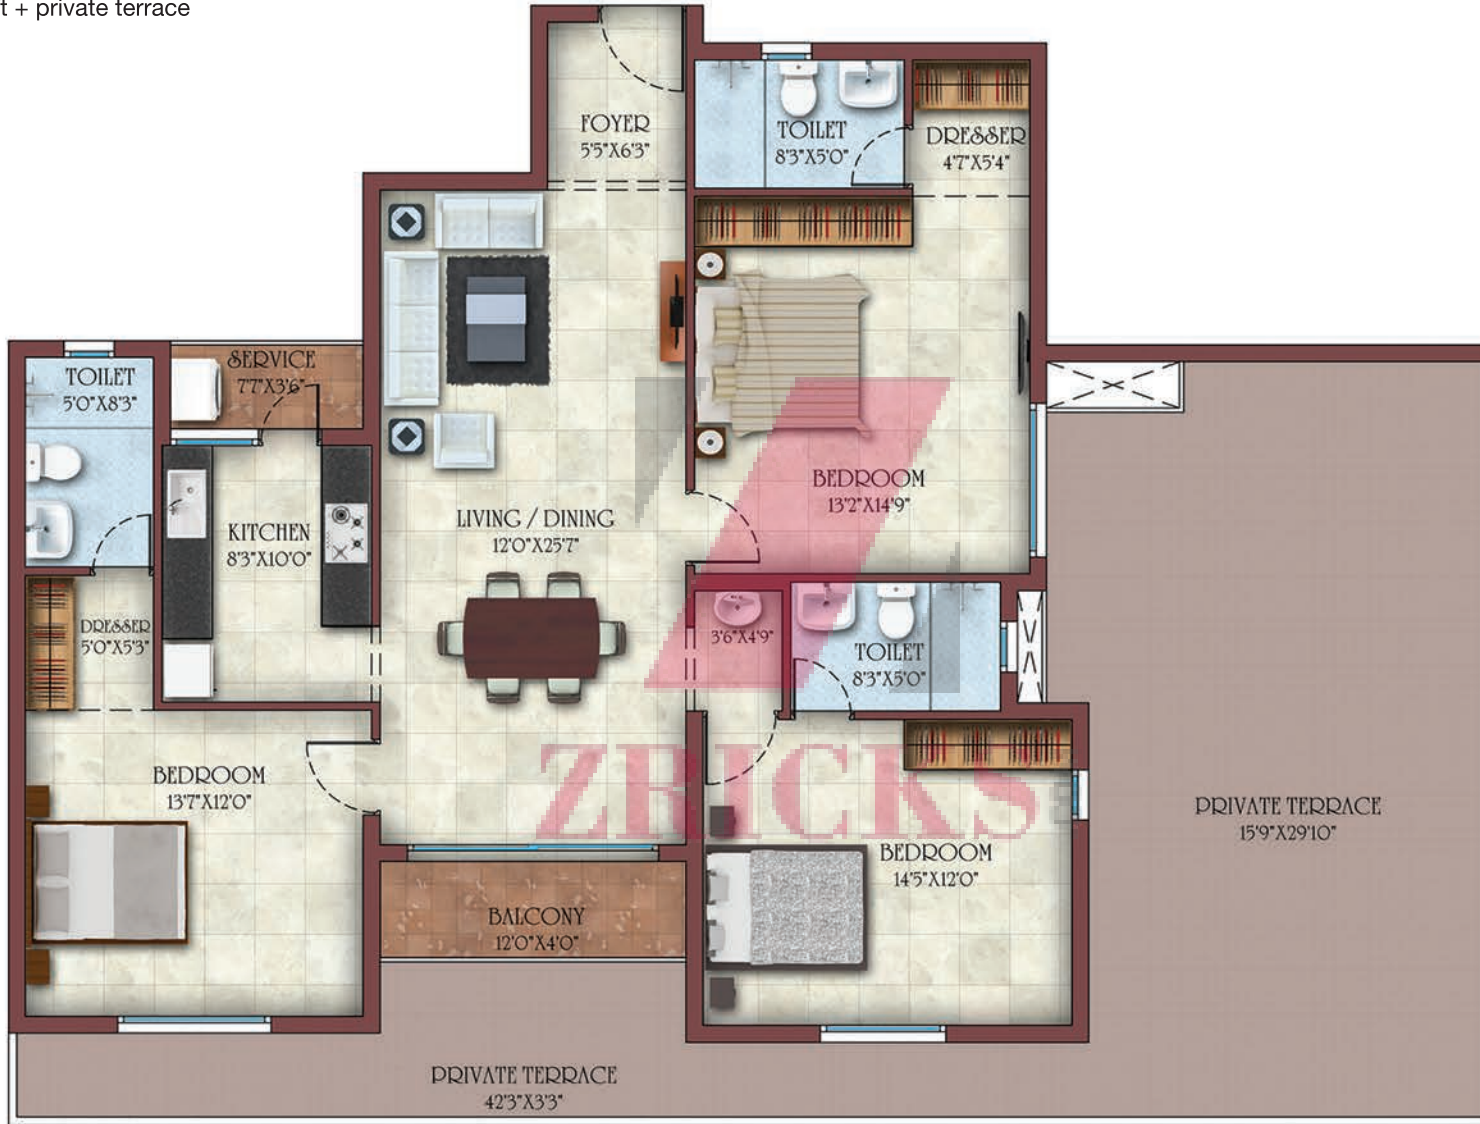 t + private terrace
FOYER
5'5"X6'3"
TOILET
8'3"X5'0"
DRESSER
4'7"X5'4"
SERVICE
7'7"X3'6"
TOILET
5'0"X8'3"
BEDROOM
13'2"X14'9"
KITCHEN
8'3"X10'0"
LIVING / DINING
12'0"X25'7"
DRESSER
5'0"X5'3"
3'6"X4'9"
TOILET
8'3"X5'0"
BEDROOM
13'7"X12'0"
ZRICKS
PRIVATE TERRACE
15'9"X29'10"
BEDROOM
14'5"X12'0"
BALCONY
12'0"X4'0"
PRIVATE TERRACE
42'3"X3'3"